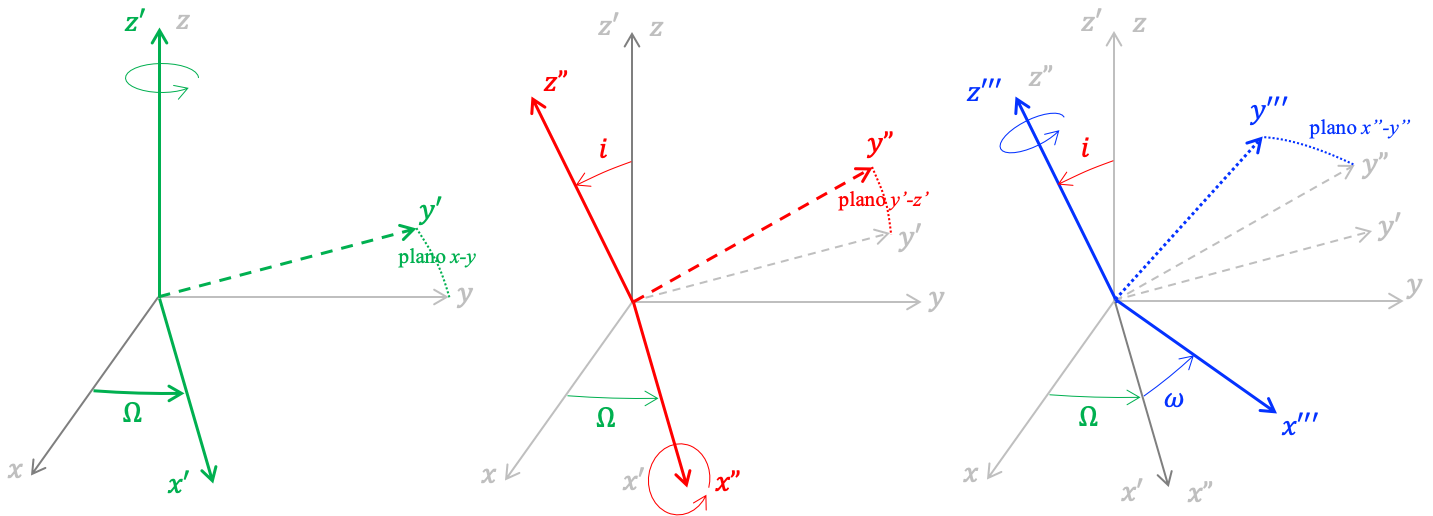 z′ z
y′
plano x-y
y
Ω
x
x′
z′ z
z”
i
y”
plano y’-z’
y′
y
Ω
x
x′ x”
z′ z
z‴ z”
i
y‴
plano x”-y”
y”
y′
y
Ω
ω
x‴
x
x′ x”